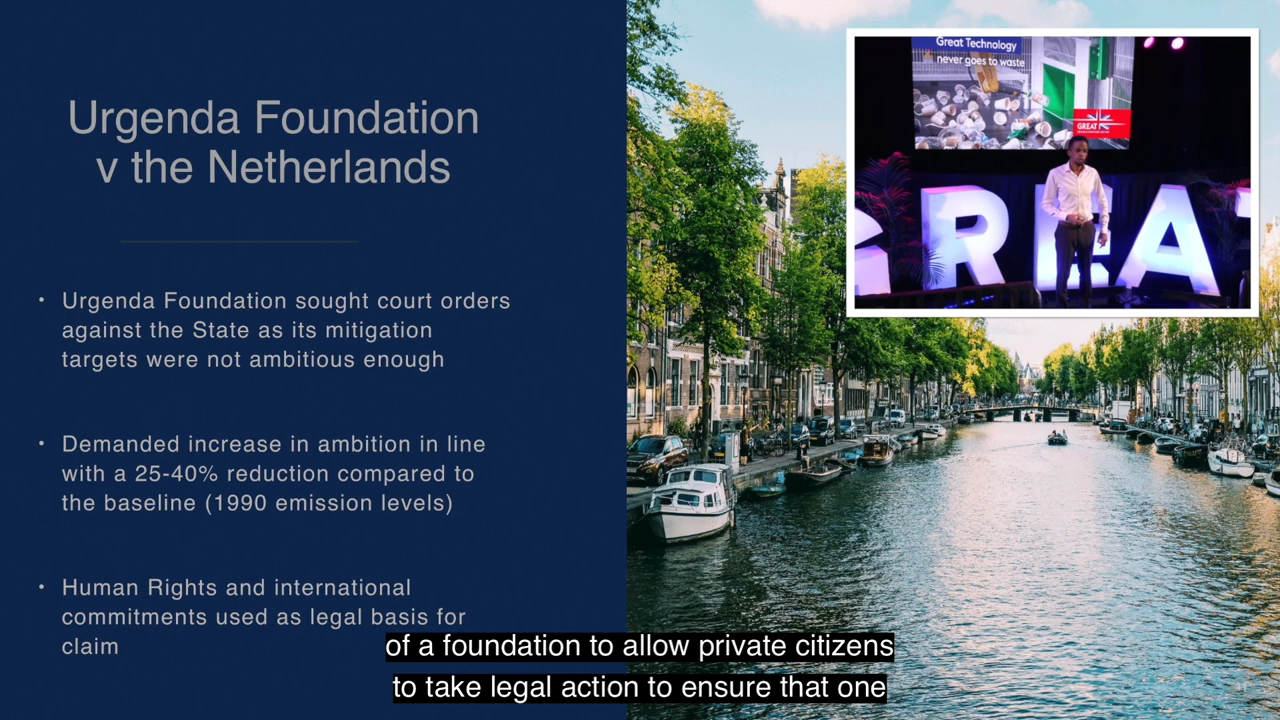 Urgenda Foundation
v the Netherlands
• Urgenda Foundation sought court orders
against the State as its mitigation
targets were not ambitious enough
• Demanded increase in ambition in line
with a 25-40% reduction compared to
the baseline (1990 emission levels)
• Human Rights and international
commitments used as legal basis for
claim
Great Technology
never goes to waste
GREAT
GREA
of a foundation to allow private citizens
to take legal action to ensure that one